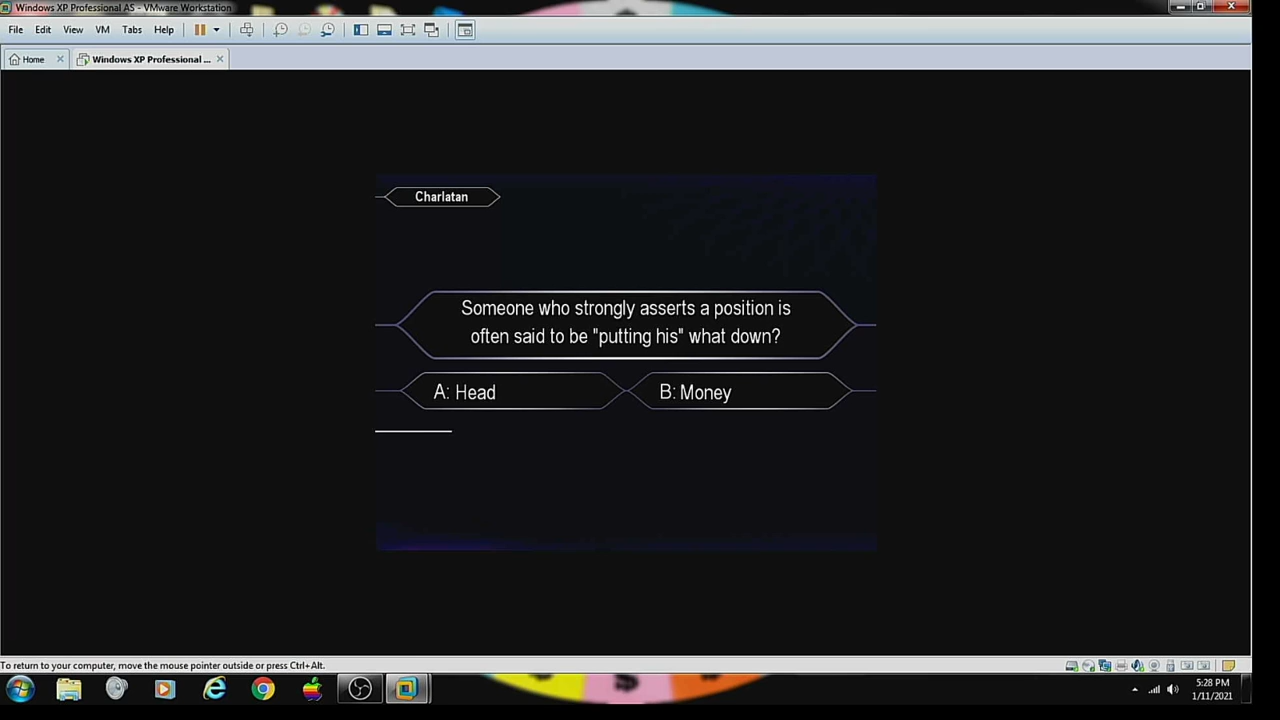 Windows XP Professional AS - VMware Workstation
File Edit View VM Tabs Help
Home
Windows XP Professional ...
Charlatan
Someone who strongly asserts a position is
often said to be "putting his" what down?
A: Head
B: Money
To return to your computer, move the mouse pointer outside or press Ctrl+Alt.
5:28 PM
1/11/2021